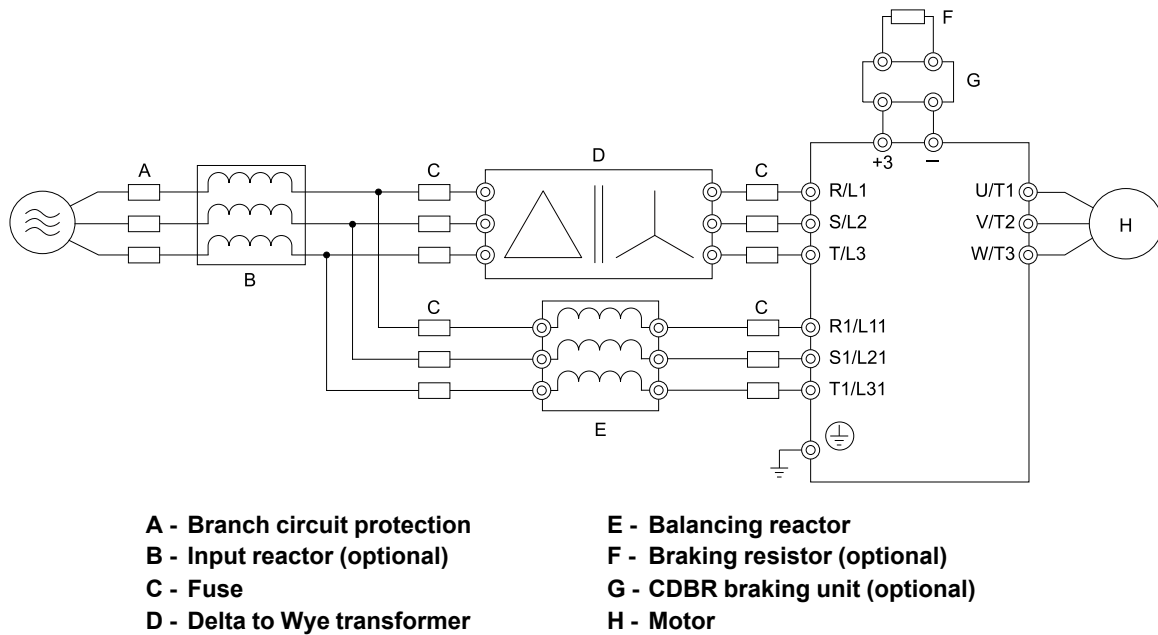 F
G
+3 −
A
C
D
C
R/L1
U/T1
S/L2
V/T2
H
T/L3
W/T3
B
C
C
R1/L11
S1/L21
T1/L31
E
A - Branch circuit protection
B - Input reactor (optional)
C - Fuse
D - Delta to Wye transformer
E - Balancing reactor
F - Braking resistor (optional)
G - CDBR braking unit (optional)
H - Motor